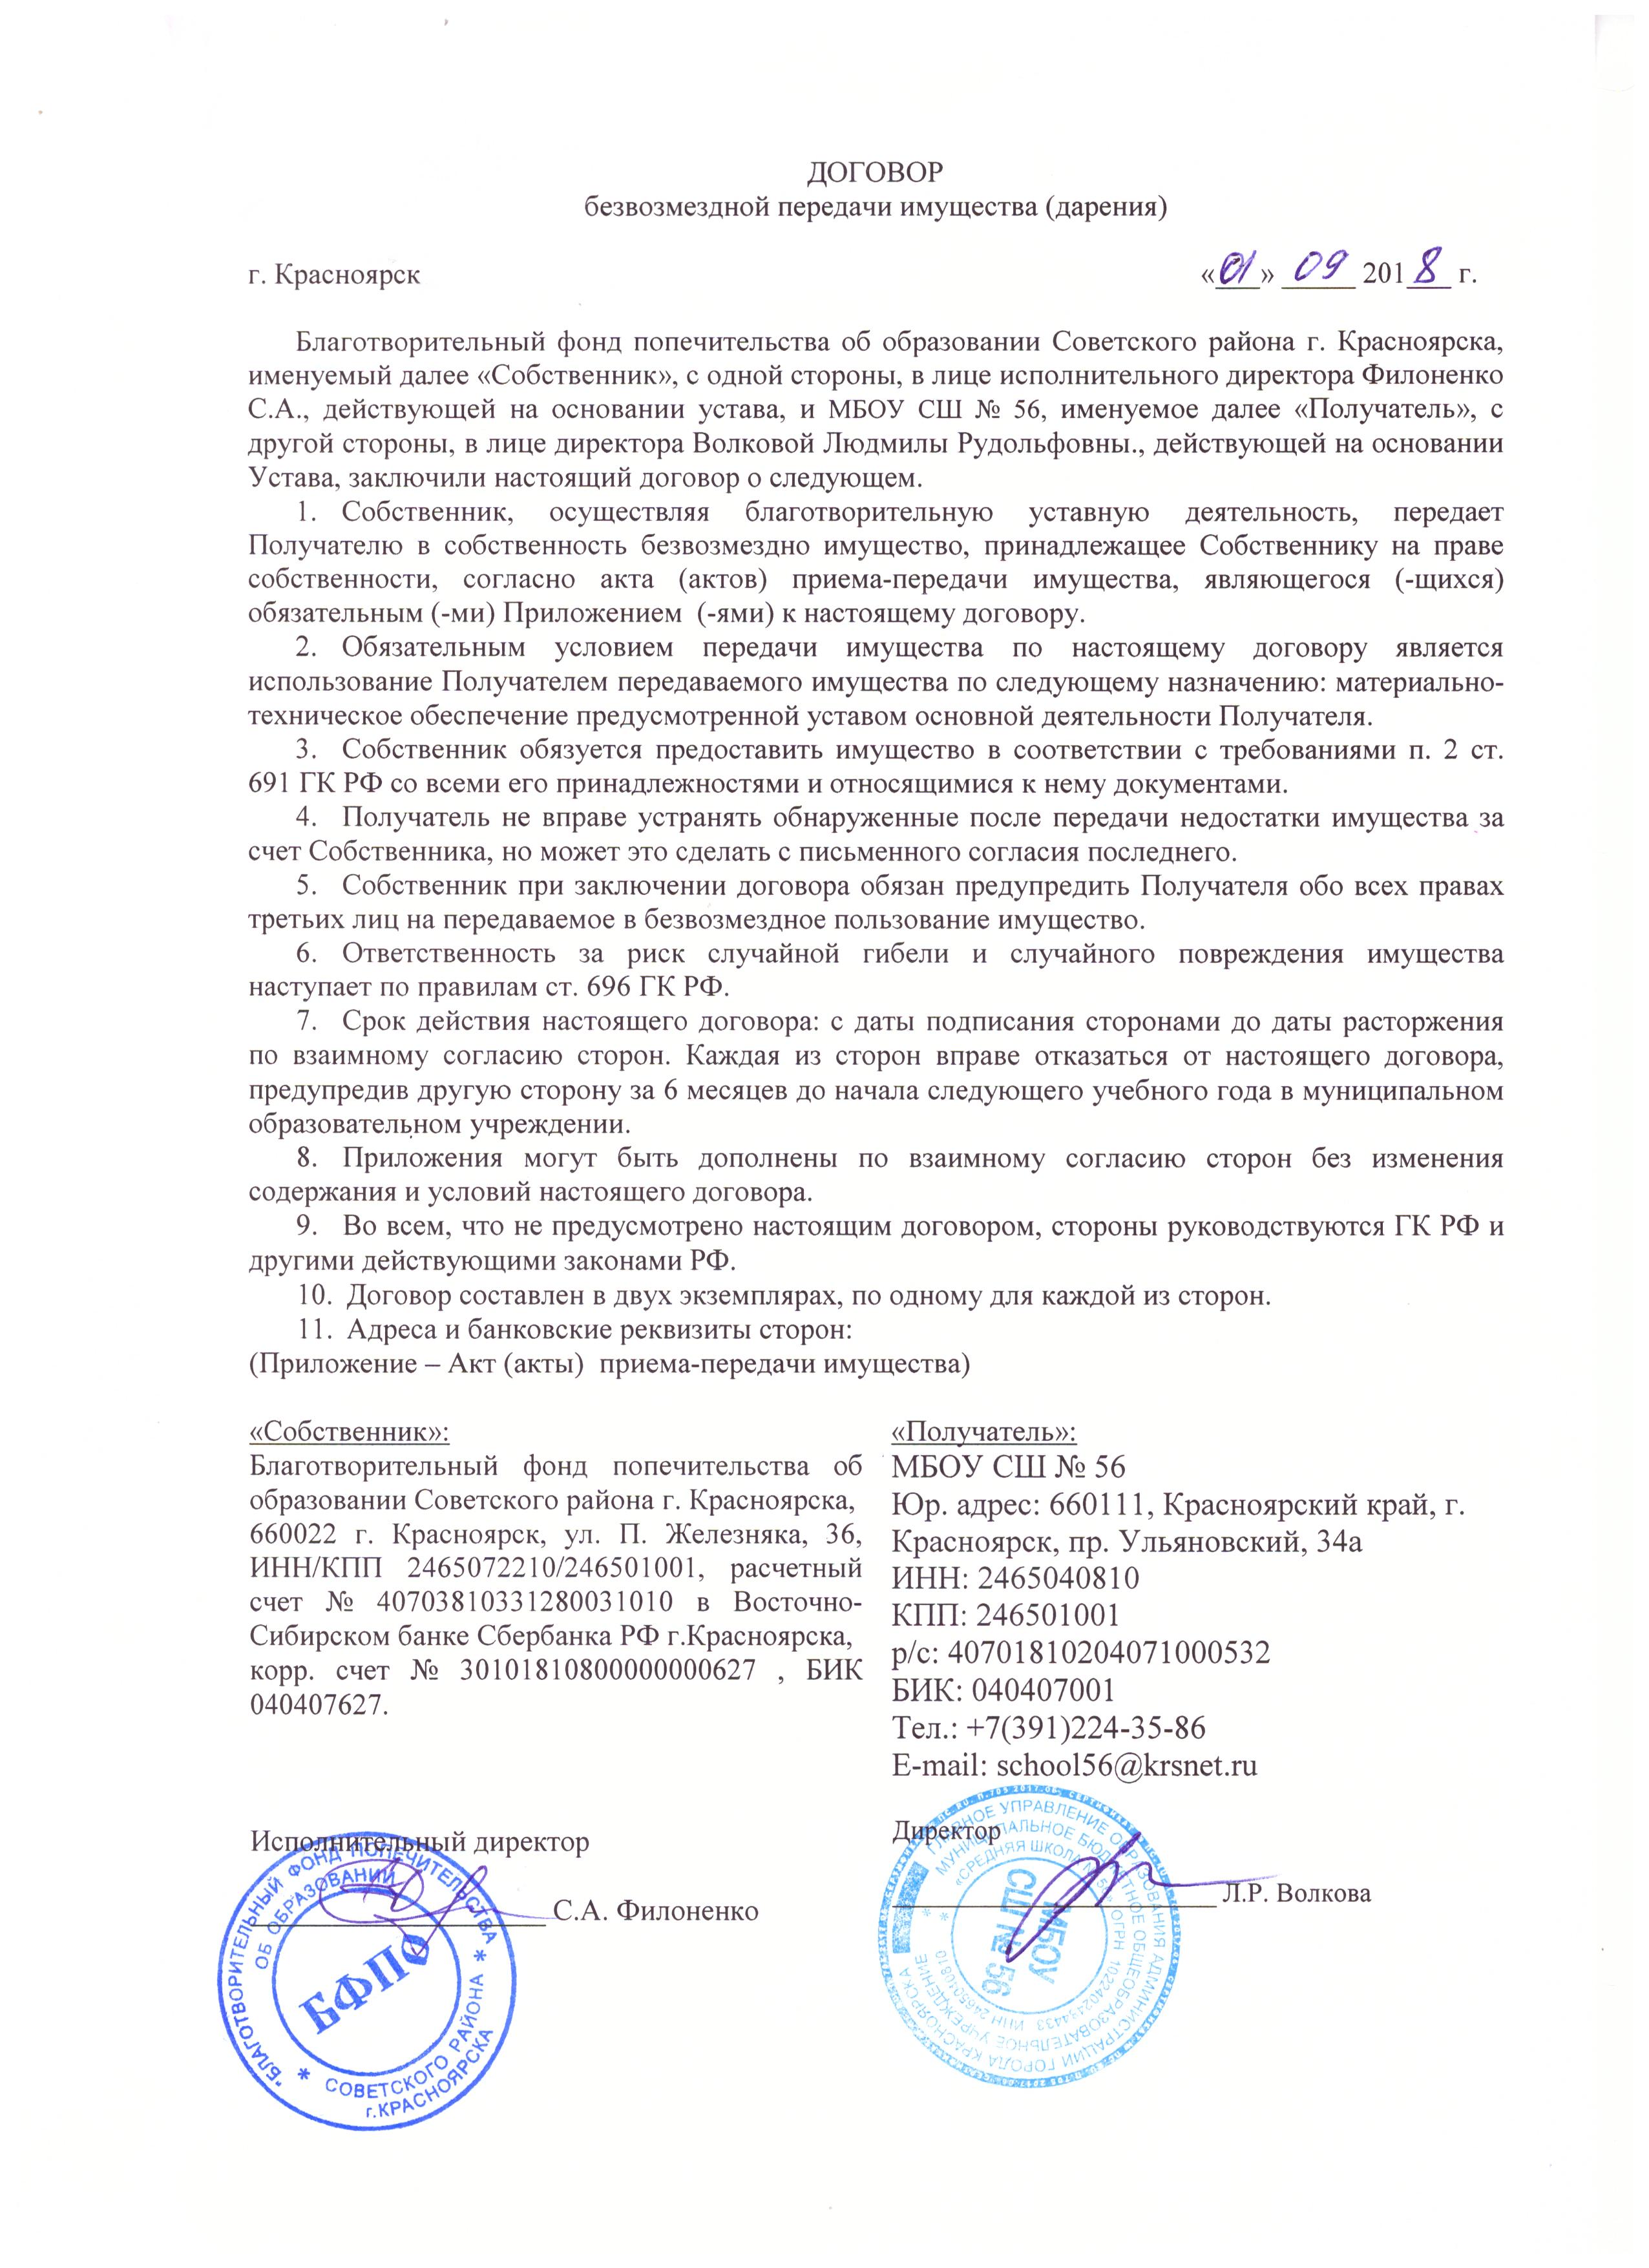 ДОГОВОР
безвозмездной передачи имущества (дарения)
г. Красноярск «01» 09 2018 г.
Благотворительный фонд попечительства об образовании Советского района г. Красноярска,
именуемый далее «Собственник», с одной стороны, в лице исполнительного директора Филоненко
С.А., действующей на основании устава, и МБОУ СШ № 56, именуемое далее «Получатель», с
другой стороны, в лице директора Волковой Людмилы Рудольфовны., действующей на основании
Устава, заключили настоящий договор о следующем.
1. Собственник, осуществляя благотворительную уставную деятельность, передает
Получателю в собственность безвозмездно имущество, принадлежащее Собственнику на праве
собственности, согласно акта (актов) приема-передачи имущества, являющегося (-щихся)
обязательным (-ми) Приложением (-ями) к настоящему договору.
2. Обязательным условием передачи имущества по настоящему договору является
использование Получателем передаваемого имущества по следующему назначению: материально-
техническое обеспечение предусмотренной уставом основной деятельности Получателя.
3. Собственник обязуется предоставить имущество в соответствии с требованиями п. 2 ст.
691 ГК РФ со всеми его принадлежностями и относящимися к нему документами.
4. Получатель не вправе устранять обнаруженные после передачи недостатки имущества за
счет Собственника, но может это сделать с письменного согласия последнего.
5. Собственник при заключении договора обязан предупредить Получателя обо всех правах
третьих лиц на передаваемое в безвозмездное пользование имущество.
6. Ответственность за риск случайной гибели и случайного повреждения имущества
наступает по правилам ст. 696 ГК РФ.
7. Срок действия настоящего договора: с даты подписания сторонами до даты расторжения
по взаимному согласию сторон. Каждая из сторон вправе отказаться от настоящего договора,
предупредив другую сторону за 6 месяцев до начала следующего учебного года в муниципальном
образовательном учреждении.
8. Приложения могут быть дополнены по взаимному согласию сторон без изменения
содержания и условий настоящего договора.
9. Во всем, что не предусмотрено настоящим договором, стороны руководствуются ГК РФ и
другими действующими законами РФ.
10. Договор составлен в двух экземплярах, по одному для каждой из сторон.
11. Адреса и банковские реквизиты сторон:
(Приложение – Акт (акты) приема-передачи имущества)
«Собственник»:
Благотворительный фонд попечительства об
образовании Советского района г. Красноярска,
660022 г. Красноярск, ул. П. Железняка, 36,
ИНН/КПП 2465072210/246501001, расчетный
счет № 40703810331280031010 в Восточно-
Сибирском банке Сбербанка РФ г.Красноярска,
корр. счет № 30101810800000000627 , БИК
040407627.
Исполнительный директор
С.А. Филоненко
"БЛАГОТВОРИТЕЛЬНЫЙ ФОНД ПОПЕЧИТЕЛЬСТВА
ОБ ОБРАЗОВАНИИ
БФПО
* СОВЕТСКОГО РАЙОНА *
г.КРАСНОЯРСКА
«Получатель»:
МБОУ СШ № 56
Юр. адрес: 660111, Красноярский край, г.
Красноярск, пр. Ульяновский, 34а
ИНН: 2465040810
КПП: 246501001
р/с: 40701810204071000532
БИК: 040407001
Тел.: +7(391)224-35-86
E-mail: school56@krsnet.ru
Директор
Л.Р. Волкова
ГЛАВНОЕ УПРАВЛЕНИЕ ОБРАЗОВАНИЯ АДМИНИСТРАЦИИ ГОРОДА КРАСНОЯРСКА
МУНИЦИПАЛЬНОЕ БЮДЖЕТНОЕ ОБЩЕОБРАЗОВАТЕЛЬНОЕ УЧРЕЖДЕНИЕ
«СРЕДНЯЯ ШКОЛА
МБОУ
СШ № 56